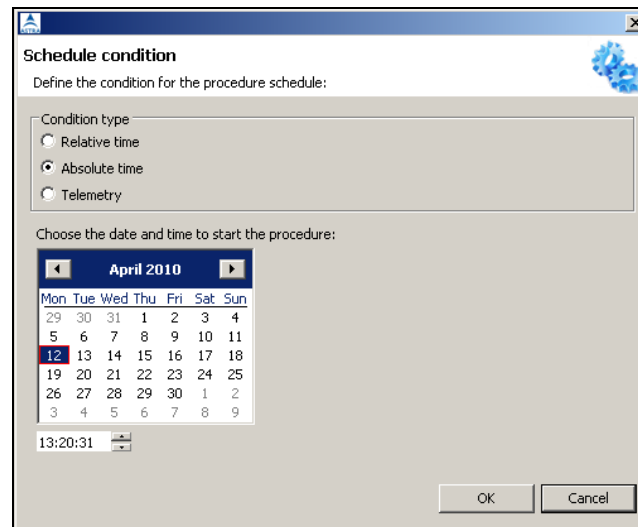 ASTRA
Schedule condition
Define the condition for the procedure schedule:
Condition type
Relative time
Absolute time
Telemetry
Choose the date and time to start the procedure:
April 2010
Mon Tue Wed Thu Fri Sat Sun
29 30 31 1 2 3 4
5 6 7 8 9 10 11
12 13 14 15 16 17 18
19 20 21 22 23 24 25
26 27 28 29 30 1 2
3 4 5 6 7 8 9
13:20:31
OK Cancel